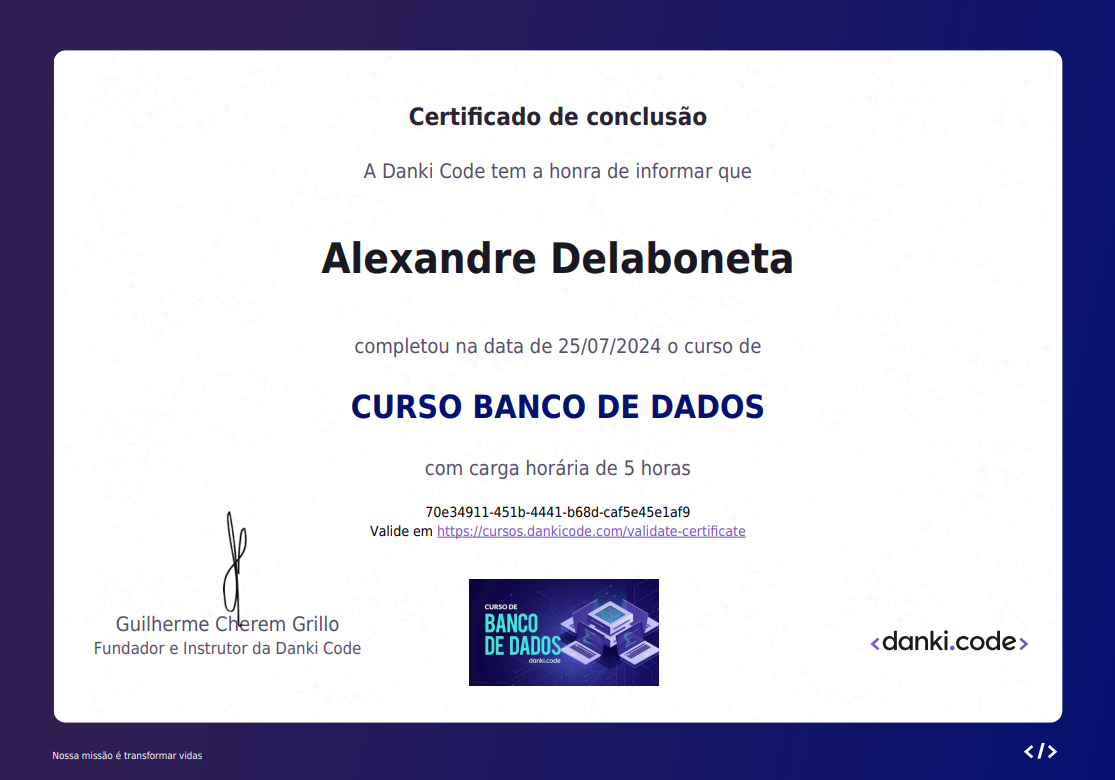 Certificado de conclusão
A Danki Code tem a honra de informar que
Alexandre Delaboneta
completou na data de 25/07/2024 o curso de
CURSO BANCO DE DADOS
com carga horária de 5 horas
70e34911-451b-4441-b68d-caf5e45e1af9
Valide em https://cursos.dankicode.com/validate-certificate
Guilherme Cherem Grillo
Fundador e Instrutor da Danki Code
CURSO DE
BANCO
DE DADOS
danki.code
<danki.code>
Nossa missão é transformar vidas
</>